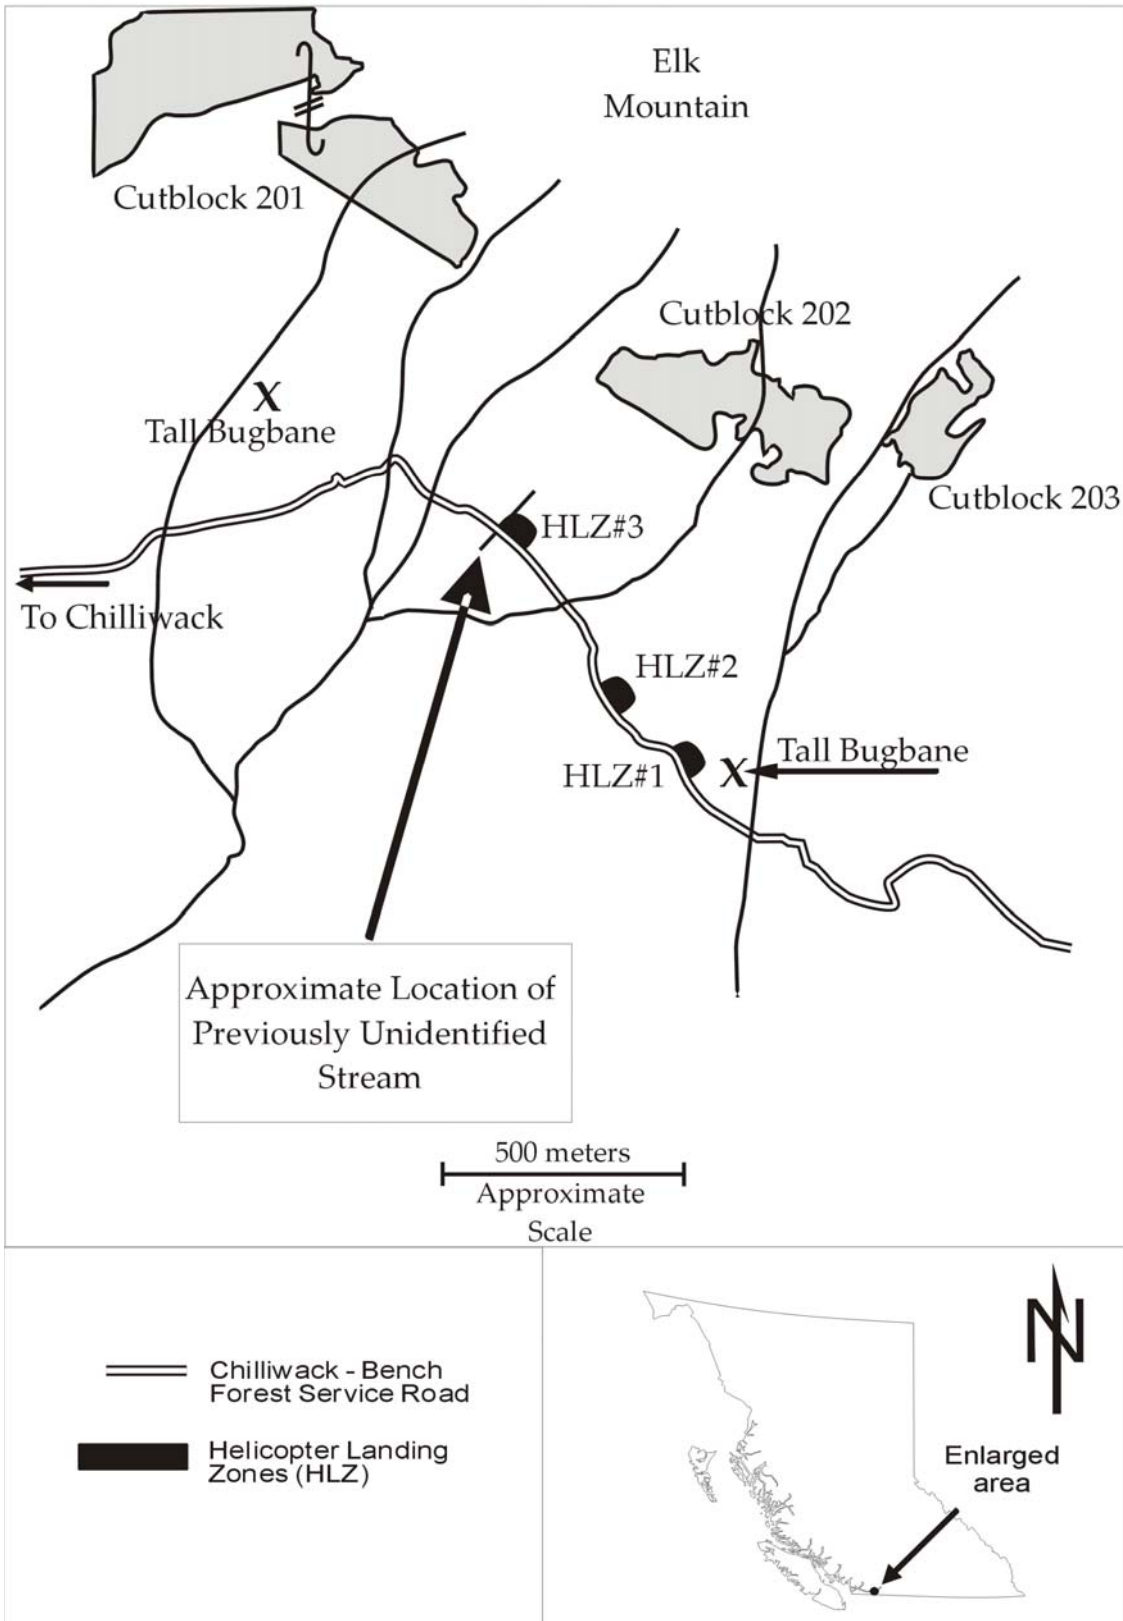 Elk
Mountain
Cutblock 201
Cutblock 202
X
Tall Bugbane
Cutblock 203
HLZ#3
To Chilliwack
HLZ#2
Tall Bugbane
HLZ#1
X
Approximate Location of
Previously Unidentified
Stream
500 meters
Approximate
Scale
Chilliwack - Bench
Forest Service Road
Helicopter Landing
Zones (HLZ)
N
Enlarged
area